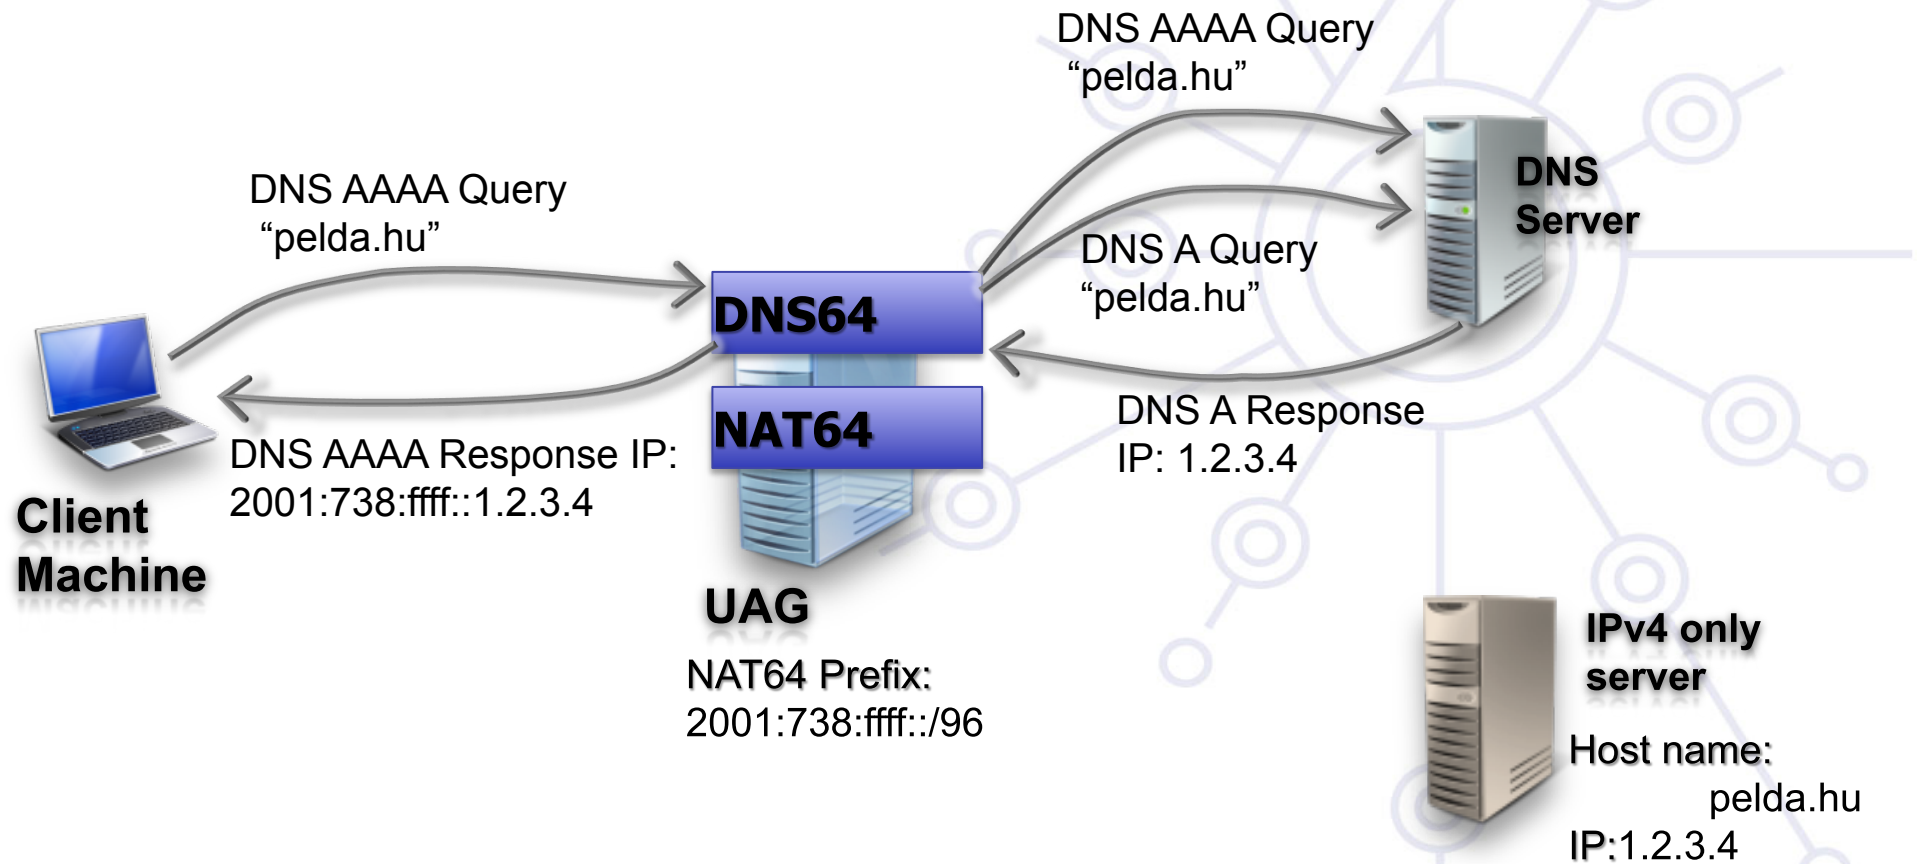 DNS AAAA Query
“pelda.hu”
DNS AAAA Query
“pelda.hu”
DNS
Server
DNS A Query
“pelda.hu”
DNS64
NAT64
DNS A Response
IP: 1.2.3.4
DNS AAAA Response IP:
2001:738:ffff::1.2.3.4
Client
Machine
UAG
NAT64 Prefix:
2001:738:ffff::/96
IPv4 only
server
Host name:
pelda.hu
IP:1.2.3.4